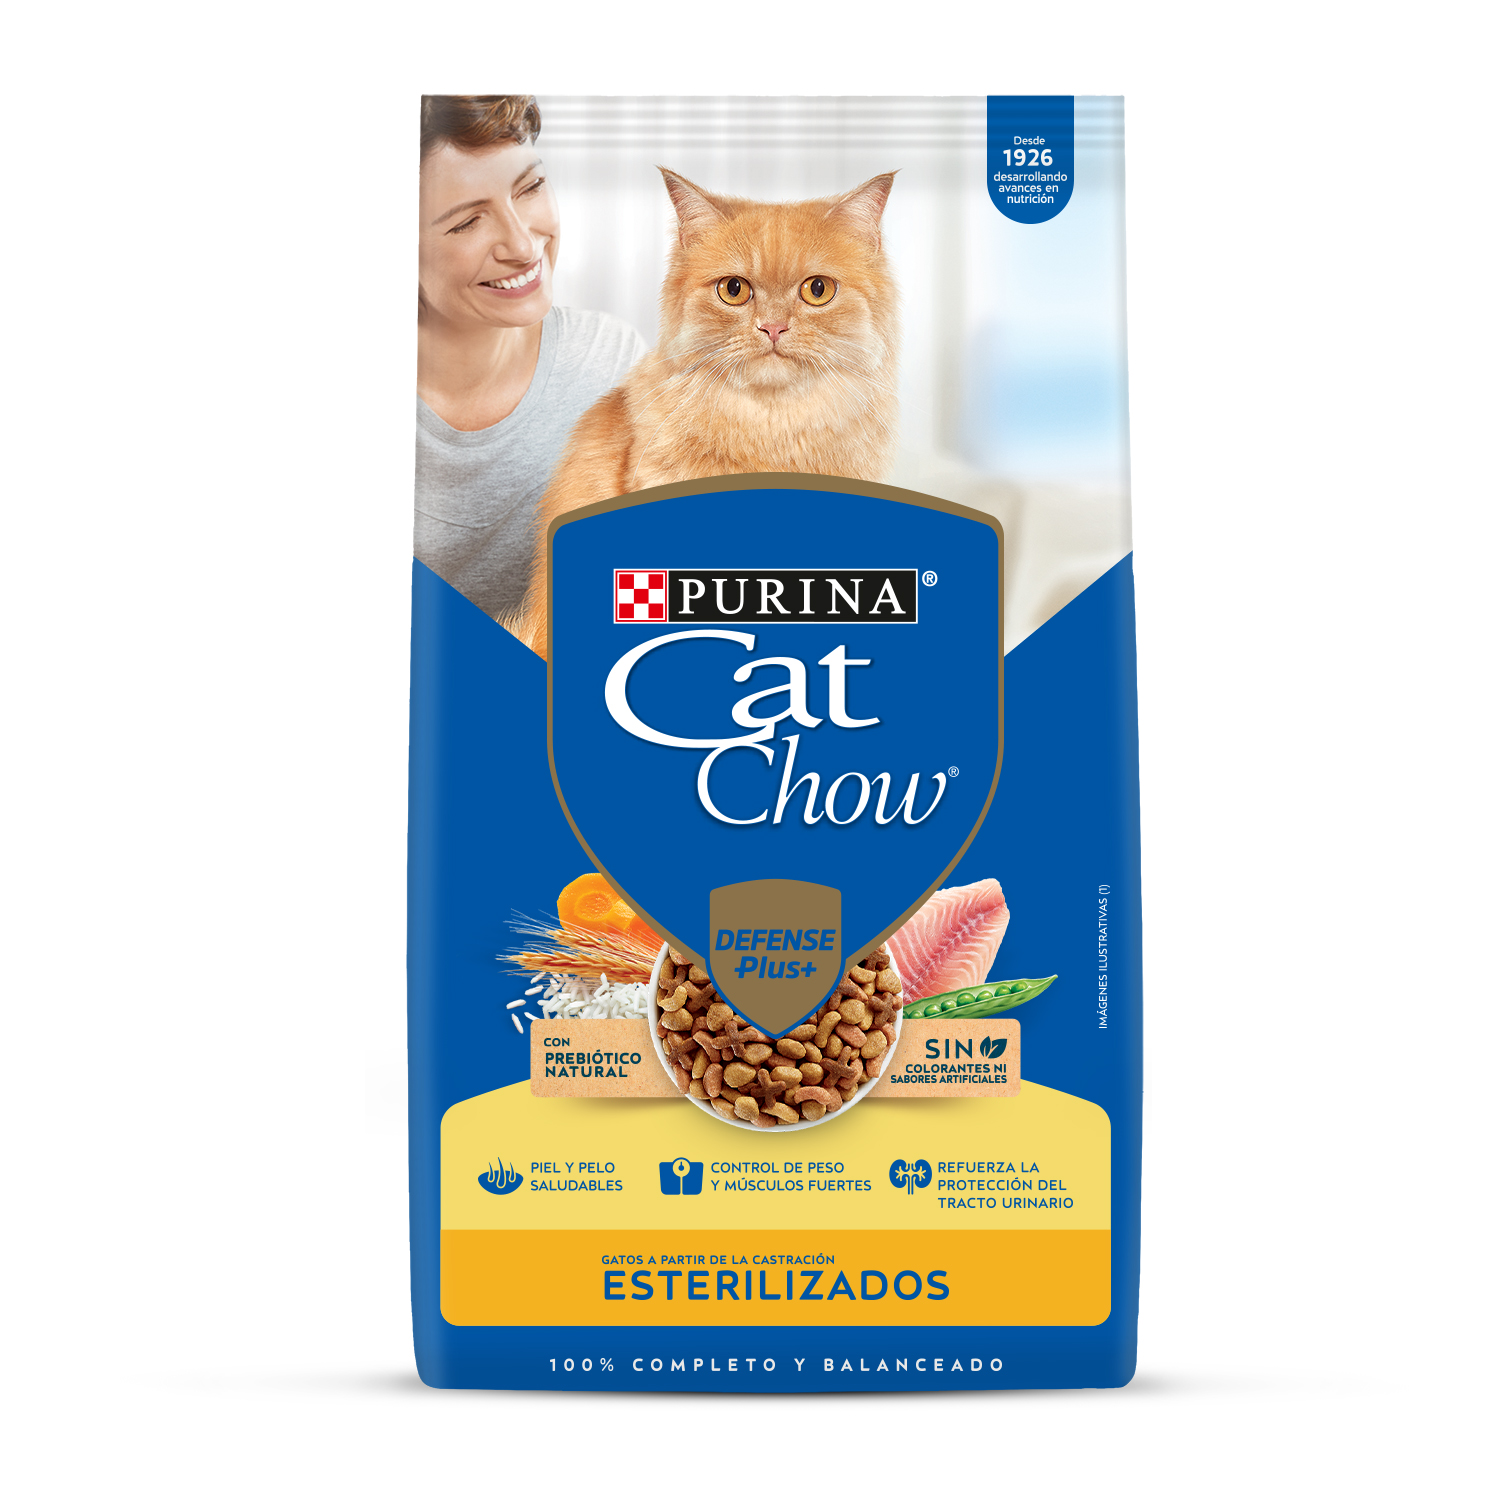 Desde
1926
desarrollando
avances en
nutrición
PURINA®
Cat
Chow®
DEFENSE
Plus+
CON
PREBIÓTICO
NATURAL
SIN
COLORANTES NI
SABORES ARTIFICIALES
IMÁGENES ILUSTRATIVAS (1)
PIEL Y PELO
SALUDABLES
CONTROL DE PESO
Y MÚSCULOS FUERTES
REFUERZA LA
PROTECCIÓN DEL
TRACTO URINARIO
GATOS A PARTIR DE LA CASTRACIÓN
ESTERILIZADOS
100% COMPLETO Y BALANCEADO